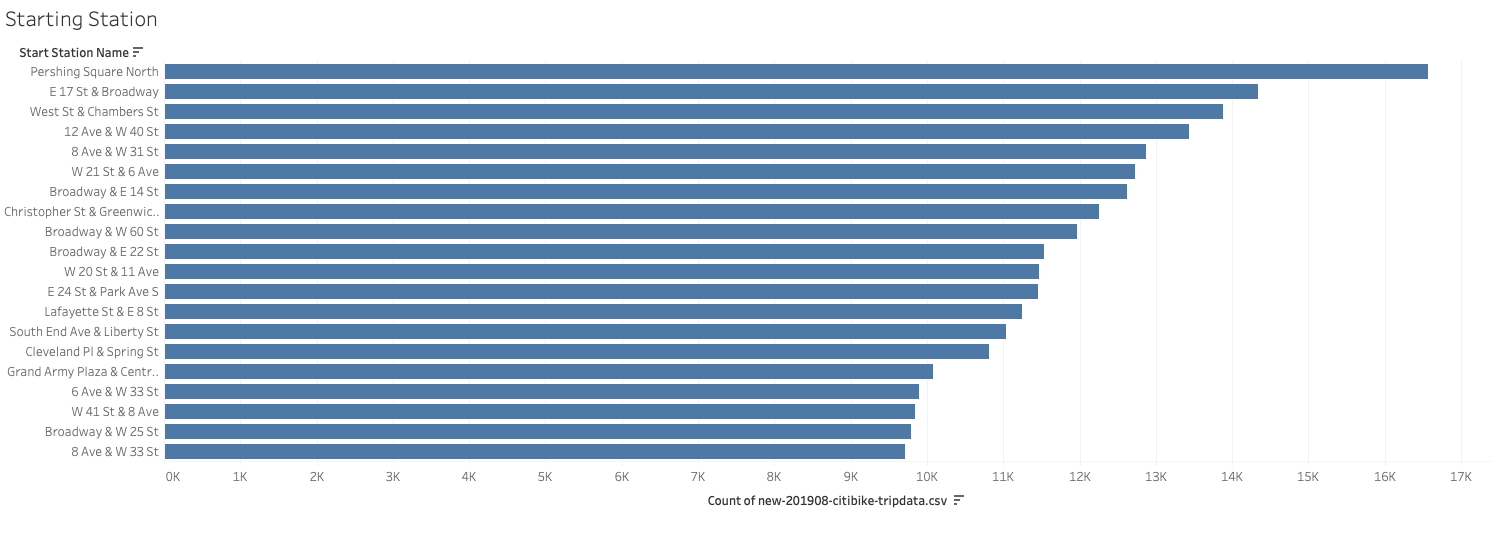 Starting Station
Start Station Name
Pershing Square North
E 17 St & Broadway
West St & Chambers St
12 Ave & W 40 St
8 Ave & W 31 St
W 21 St & 6 Ave
Broadway & E 14 St
Christopher St & Greenwic..
Broadway & W 60 St
Broadway & E 22 St
W 20 St & 11 Ave
E 24 St & Park Ave S
Lafayette St & E 8 St
South End Ave & Liberty St
Cleveland Pl & Spring St
Grand Army Plaza & Centr..
6 Ave & W 33 St
W 41 St & 8 Ave
Broadway & W 25 St
8 Ave & W 33 St
0K 1K 2K 3K 4K 5K 6K 7K 8K 9K 10K 11K 12K 13K 14K 15K 16K 17K
Count of new-201908-citibike-tripdata.csv